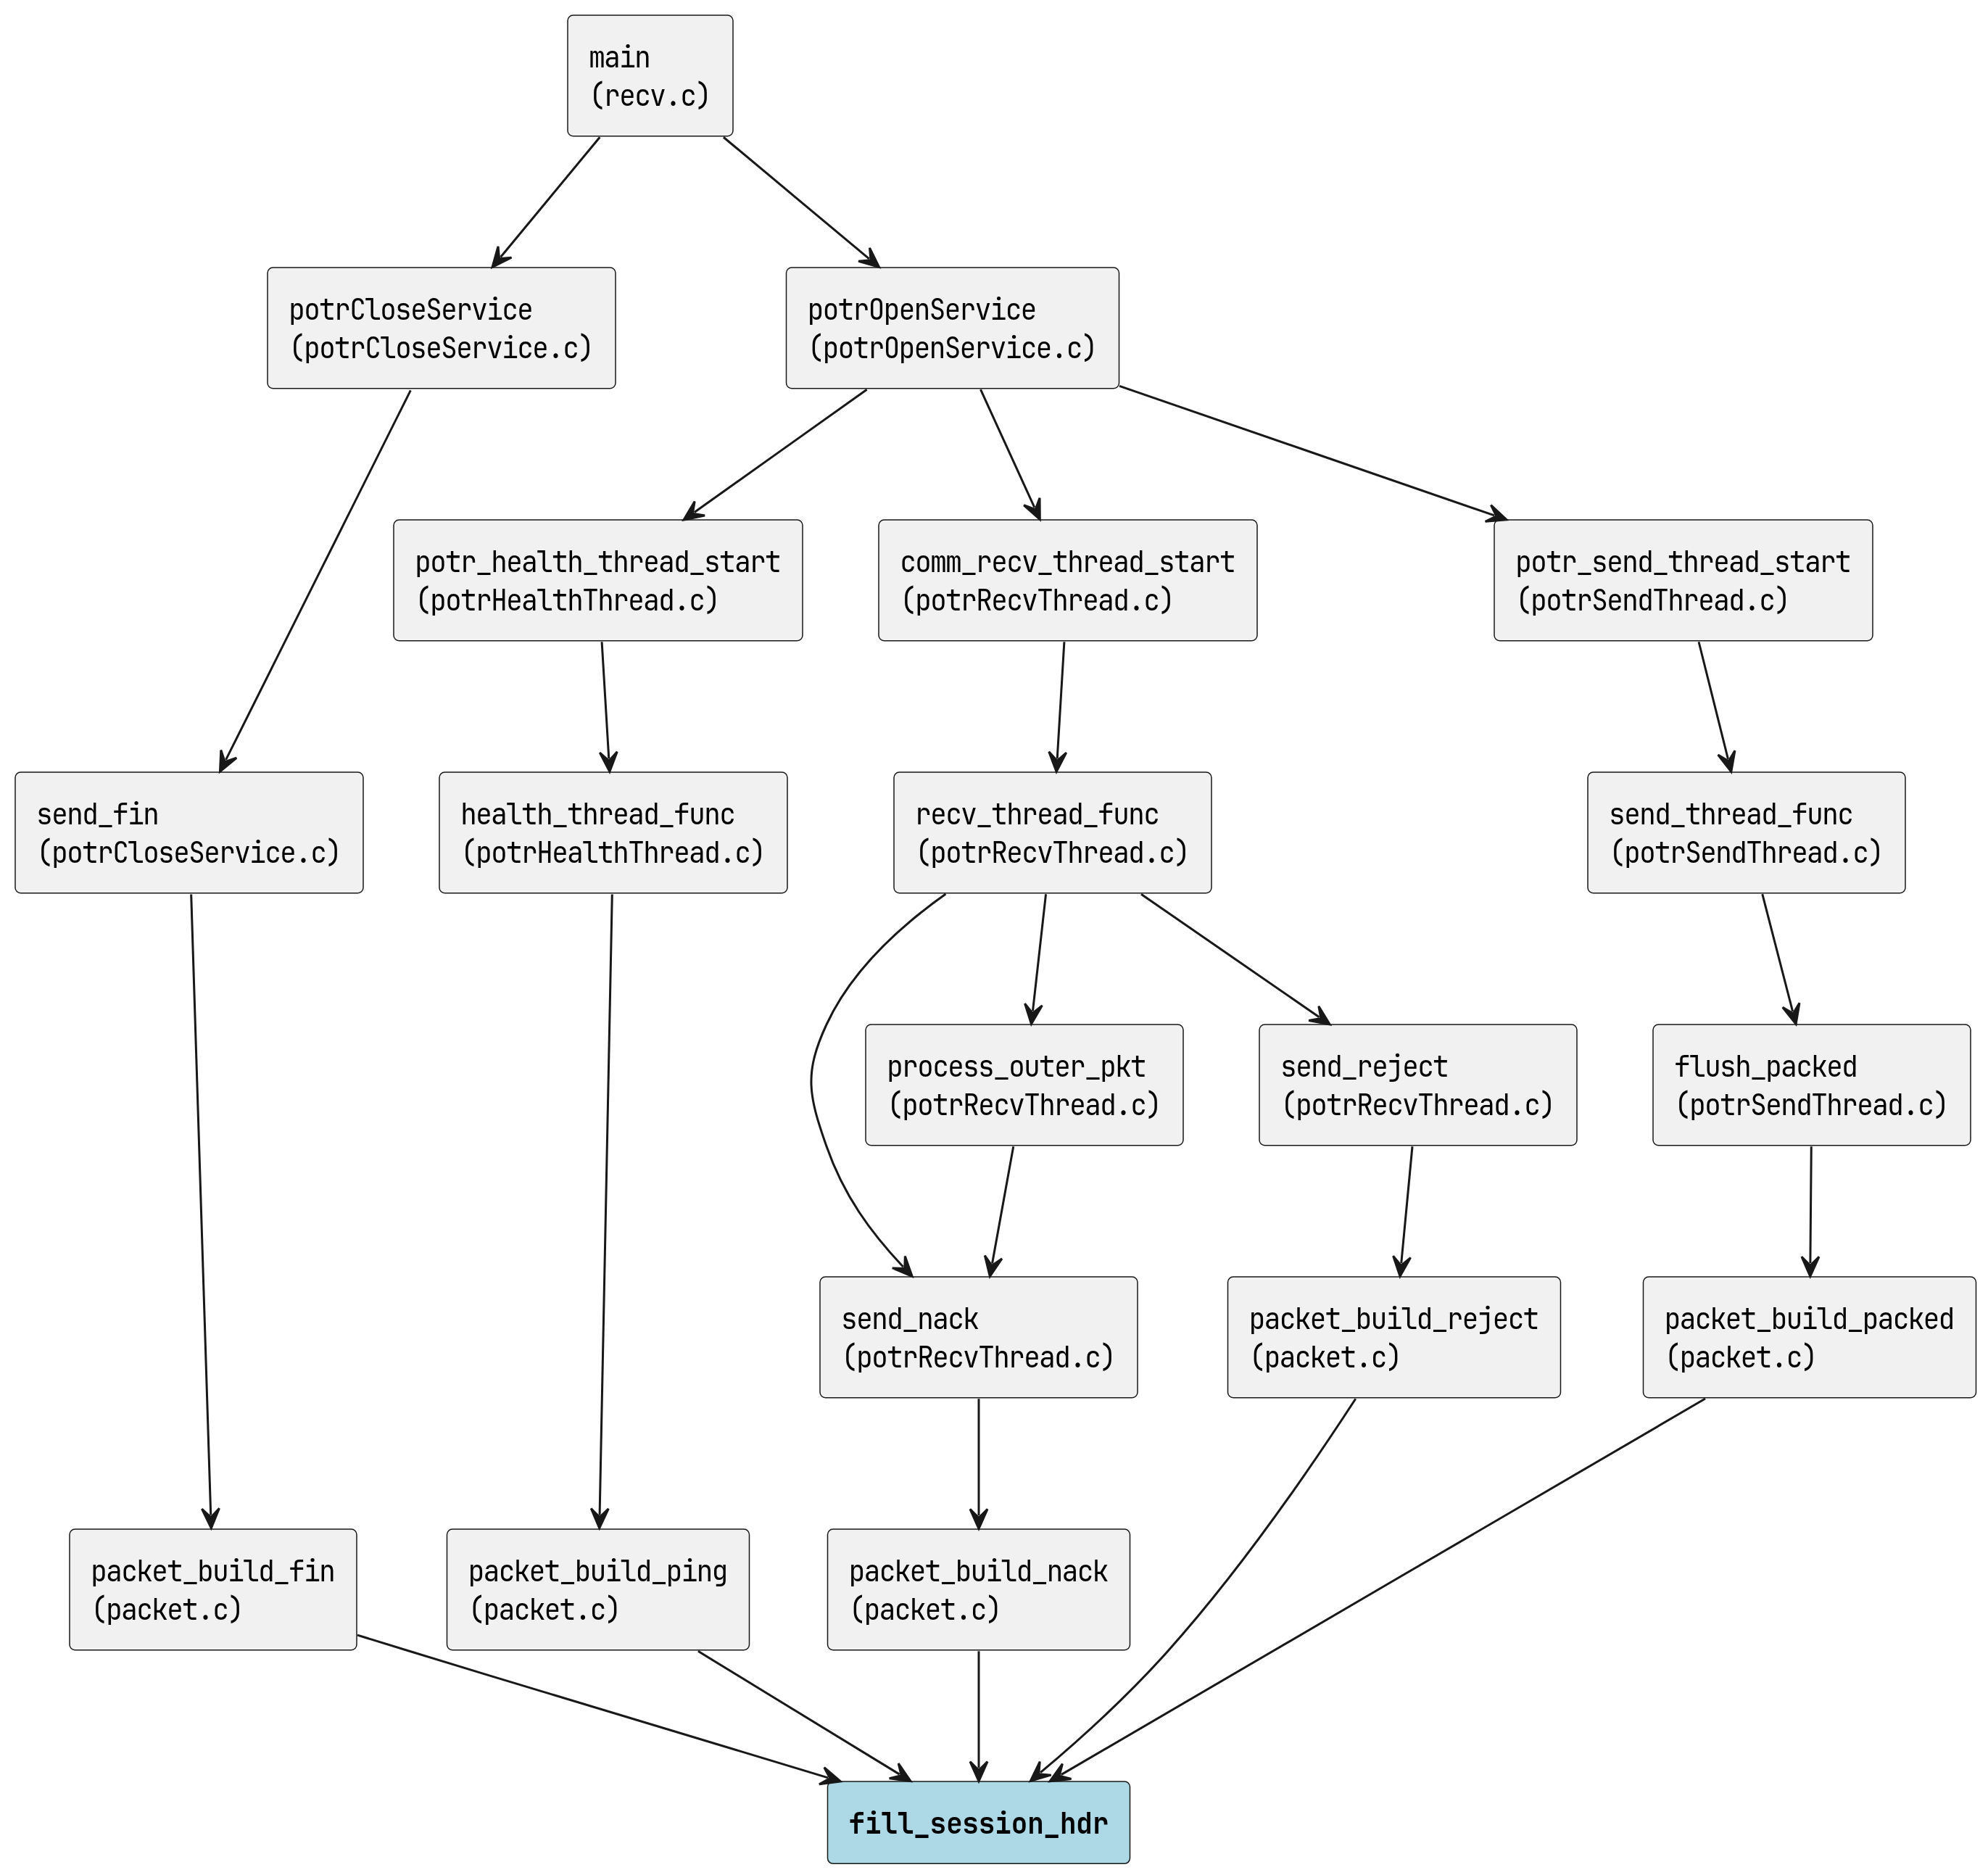 main
(recv.c)
potrCloseService
(potrCloseService.c)
potrOpenService
(potrOpenService.c)
potr_health_thread_start
(potrHealthThread.c)
comm_recv_thread_start
(potrRecvThread.c)
potr_send_thread_start
(potrSendThread.c)
send_fin
(potrCloseService.c)
health_thread_func
(potrHealthThread.c)
recv_thread_func
(potrRecvThread.c)
send_thread_func
(potrSendThread.c)
process_outer_pkt
(potrRecvThread.c)
send_reject
(potrRecvThread.c)
flush_packed
(potrSendThread.c)
send_nack
(potrRecvThread.c)
packet_build_reject
(packet.c)
packet_build_packed
(packet.c)
packet_build_fin
(packet.c)
packet_build_ping
(packet.c)
packet_build_nack
(packet.c)
fill_session_hdr